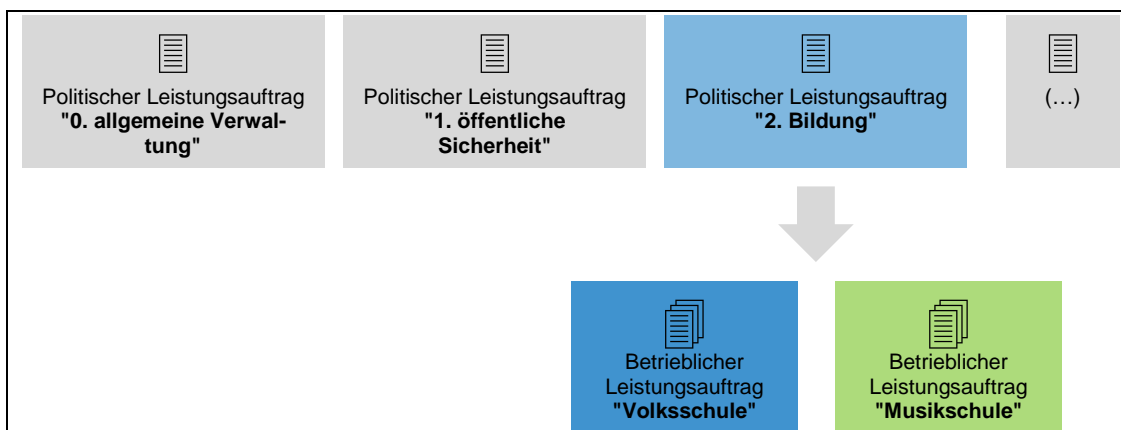 Politischer Leistungsauftrag
"0. allgemeine Verwal-
tung"
Politischer Leistungsauftrag
"1. öffentliche
Sicherheit"
Politischer Leistungsauftrag
"2. Bildung"
(…)
Betrieblicher
Leistungsauftrag
"Volksschule"
Betrieblicher
Leistungsauftrag
"Musikschule"